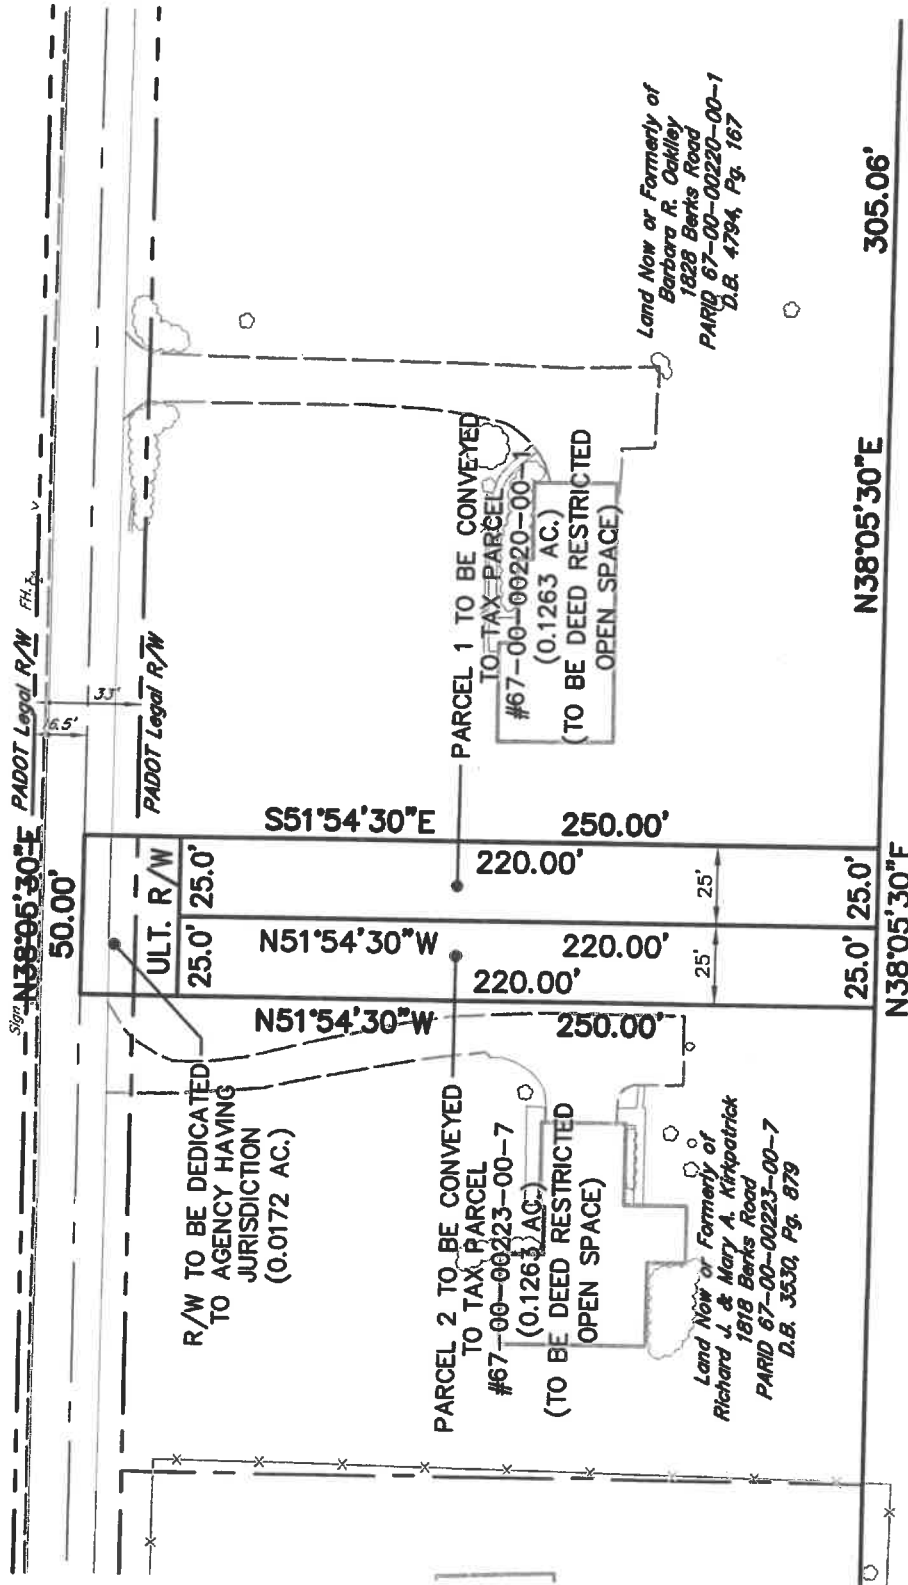 N38°05'30"E
50.00'
Sign
PADOT Legal R/W
FH.
33'
PADOT Legal R/W
ULT. R/W
25.0'
25.0'
S51°54'30"E
250.00'
220.00'
N51°54'30"W
220.00'
220.00'
N51°54'30"W
250.00'
25'
25'
25.0'
25.0'
N38°05'30"E
N38°05'30"E
305.06'
R/W TO BE DEDICATED
TO AGENCY HAVING
JURISDICTION
(0.0172 AC.)
PARCEL 2 TO BE CONVEYED
TO TAX PARCEL
#67-00-00223-00-7
(0.1263 AC.)
(TO BE DEED RESTRICTED
OPEN SPACE)
PARCEL 1 TO BE CONVEYED
TO TAX PARCEL
#67-00-00220-00-1
(0.1263 AC.)
(TO BE DEED RESTRICTED
OPEN SPACE)
Land Now or Formerly of
Richard J. & Mary A. Kirkpatrick
1818 Berks Road
PARID 67-00-00223-00-7
D.B. 3530, Pg. 879
Land Now or Formerly of
Barbara R. Oaklley
1828 Berks Road
PARID 67-00-00220-00-1
D.B. 4794, Pg. 167